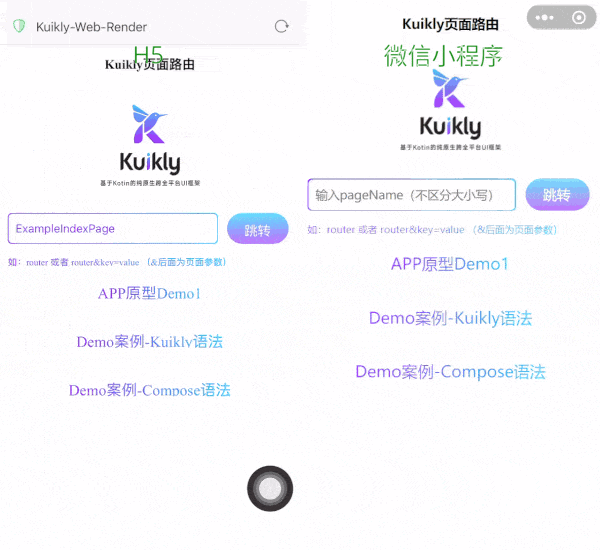 Kuikly-Web-Render
H5
Kuikly页面路由
Kuikly
基于Kotin的纯原生跨全平台UI框架
ExampleIndexPage
跳转
如：router 或者 router&key=value （&后面为页面参数）
APP原型Demo1
Demo案例-Kuikly语法
Demo案例-Compose语法
Kuikly页面路由
微信小程序
Kuikly
基于Kotin的纯原生跨全平台UI框架
输入pageName（不区分大小写）
跳转
如：router 或者 router&key=value （&后面为页面参数）
APP原型Demo1
Demo案例-Kuikly语法
Demo案例-Compose语法